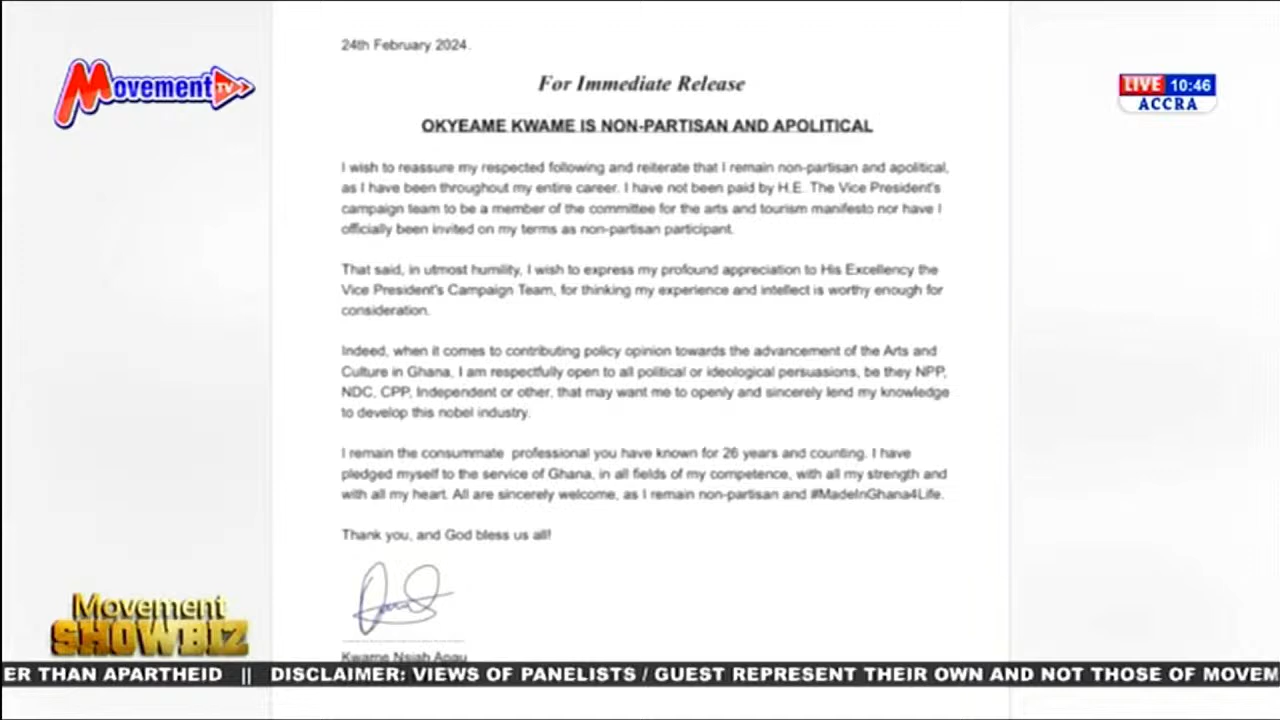 24th February 2024.
For Immediate Release
OKYEAME KWAME IS NON-PARTISAN AND APOLITICAL
I wish to reassure my respected following and reiterate that I remain non-partisan and apolitical,
as I have been throughout my entire career. I have not been paid by H.E. The Vice President's
campaign team to be a member of the committee for the arts and tourism manifesto nor have I
officially been invited on my terms as non-partisan participant.
That said, in utmost humility, I wish to express my profound appreciation to His Excellency the
Vice President's Campaign Team, for thinking my experience and intellect is worthy enough for
consideration.
Indeed, when it comes to contributing policy opinion towards the advancement of the Arts and
Culture in Ghana, I am respectfully open to all political or ideological persuasions, be they NPP,
NDC, CPP, Independent or other, that may want me to openly and sincerely lend my knowledge
to develop this nobel industry.
I remain the consummate professional you have known for 26 years and counting. I have
pledged myself to the service of Ghana, in all fields of my competence, with all my strength and
with all my heart. All are sincerely welcome, as I remain non-partisan and #MadeInGhana4Life.
Thank you, and God bless us all!
Kwame Nsiah Apau
Movement TV
LIVE 10:46
ACCRA
Movement
SHOWBIZ
ER THAN APARTHEID || DISCLAIMER: VIEWS OF PANELISTS / GUEST REPRESENT THEIR OWN AND NOT THOSE OF MOVEM